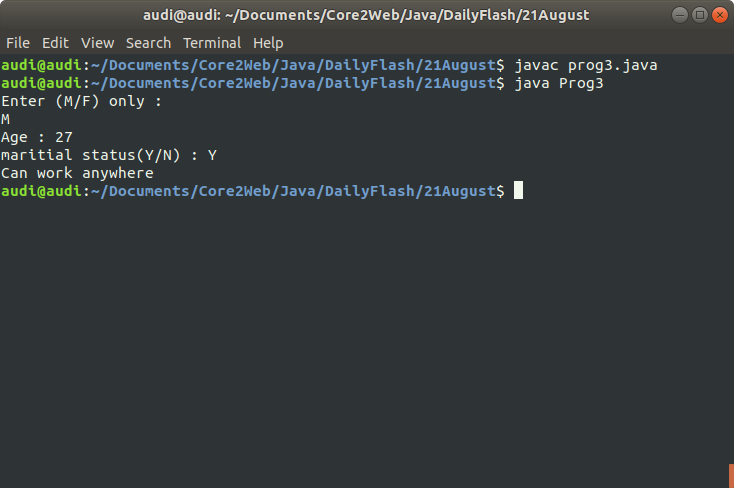 audi@audi: ~/Documents/Core2Web/Java/DailyFlash/21August
File Edit View Search Terminal Help
audi@audi:~/Documents/Core2Web/Java/DailyFlash/21August$ javac prog3.java
audi@audi:~/Documents/Core2Web/Java/DailyFlash/21August$ java Prog3
Enter (M/F) only :
M
Age : 27
maritial status(Y/N) : Y
Can work anywhere
audi@audi:~/Documents/Core2Web/Java/DailyFlash/21August$